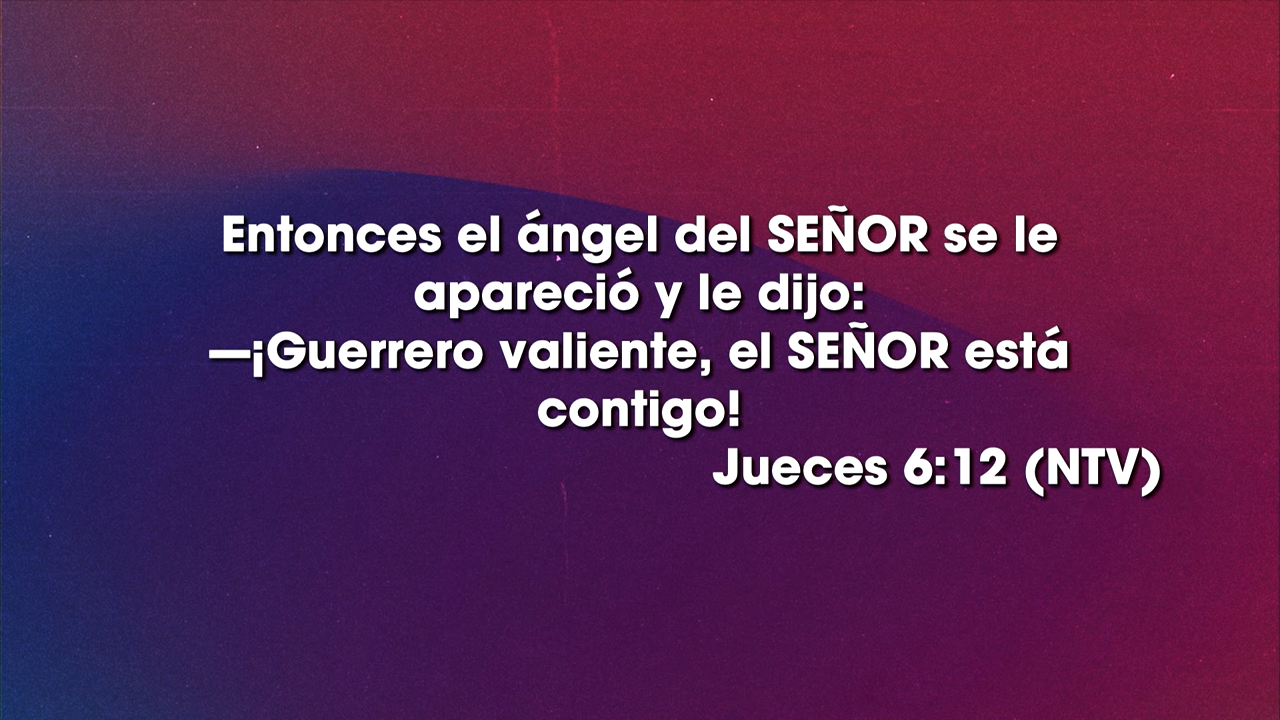 Entonces el ángel del SEÑOR se le
apareció y le dijo:
—¡Guerrero valiente, el SEÑOR está
contigo!
Jueces 6:12 (NTV)